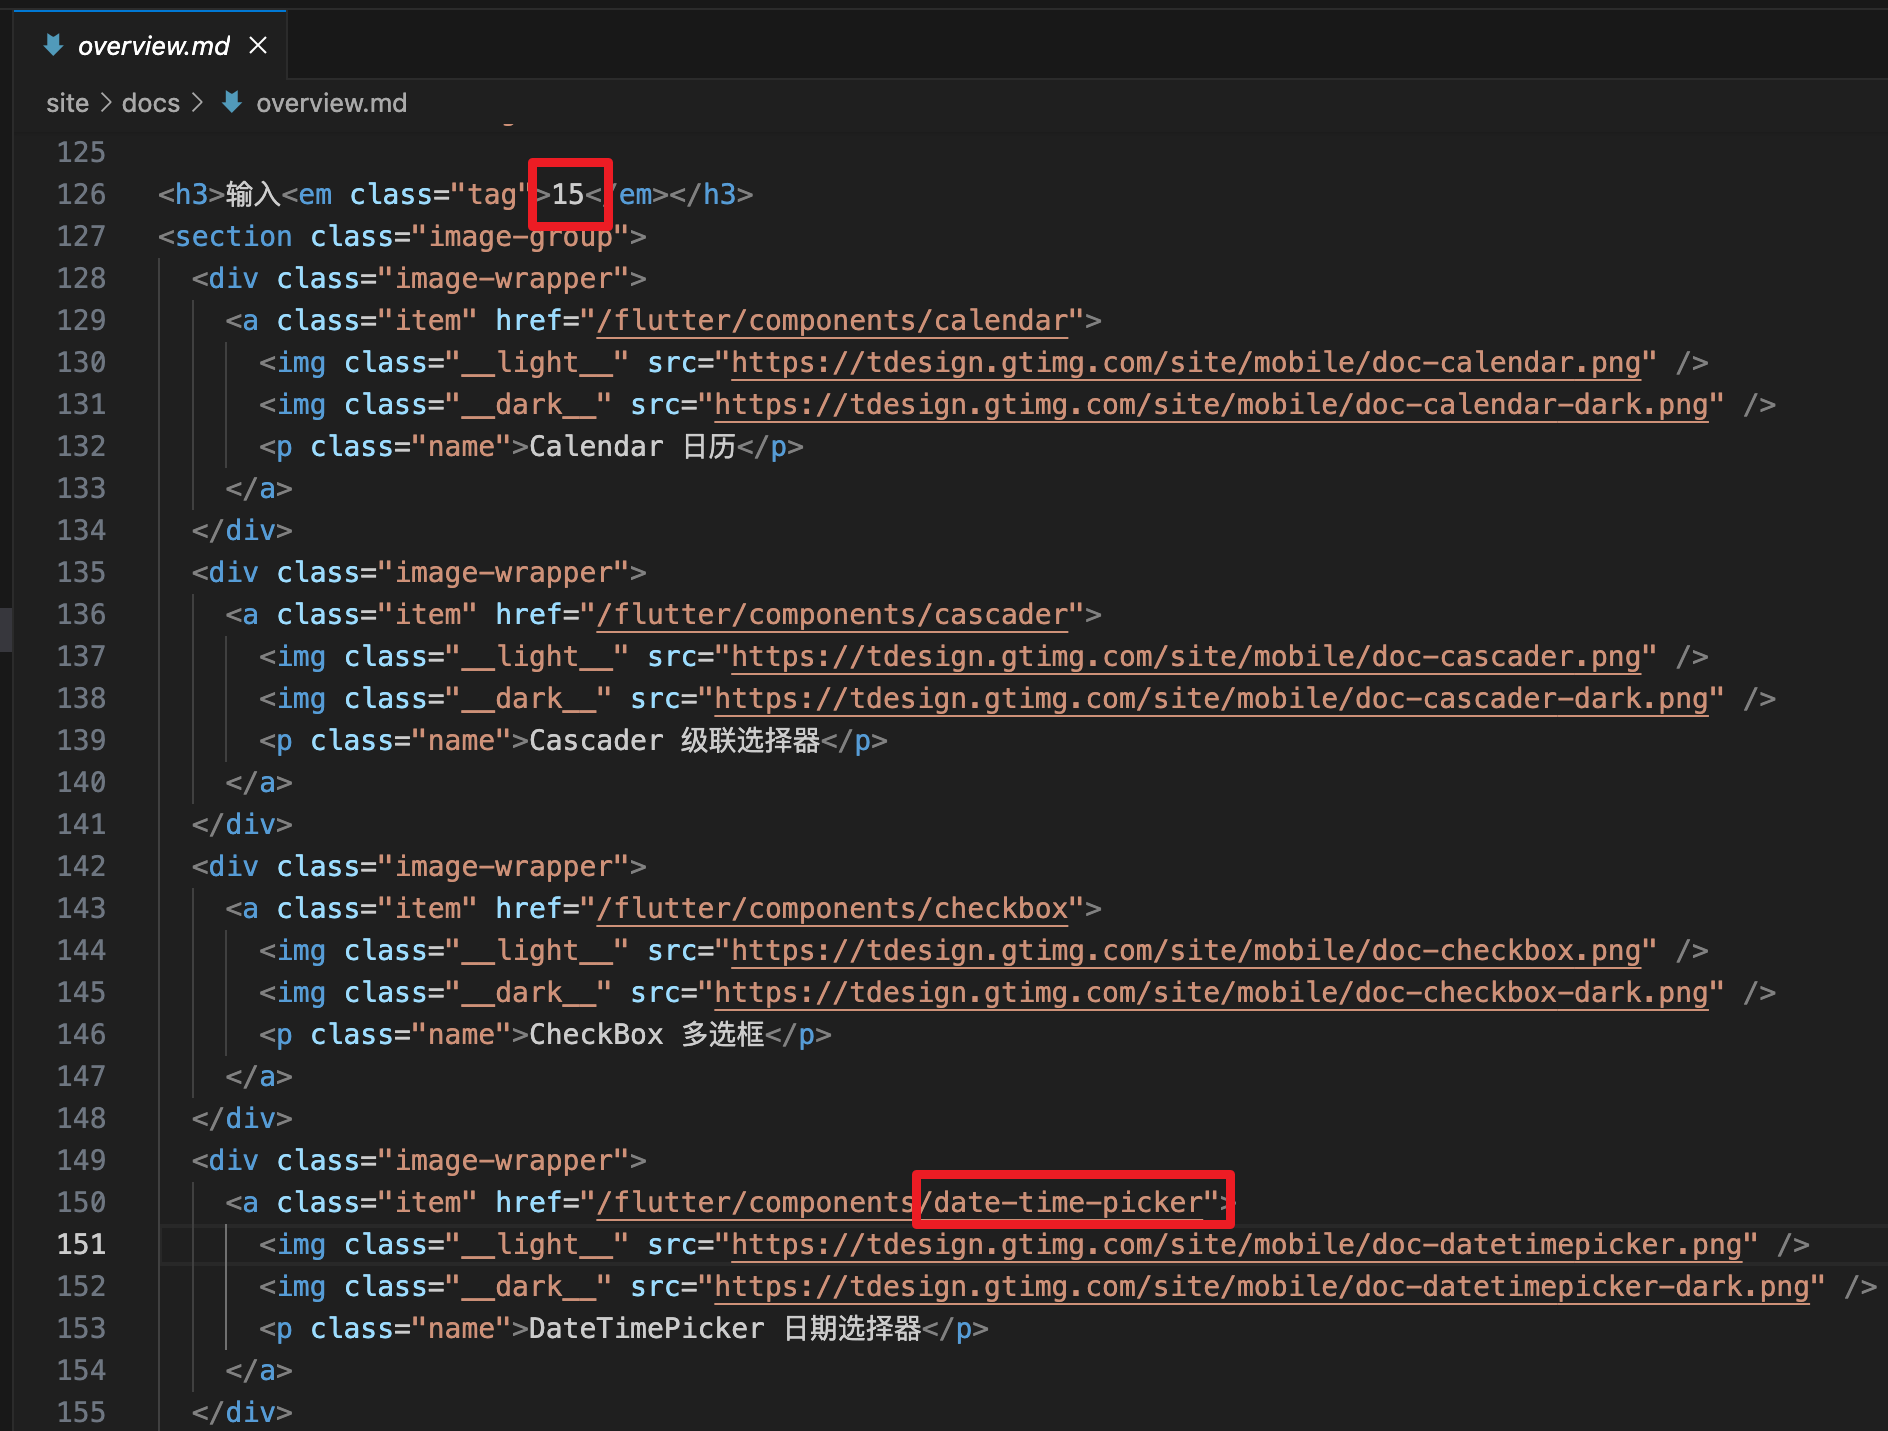 overview.md
site > docs > overview.md
125
126 <h3>输入<em class="tag">15</em></h3>
127 <section class="image-group">
128 <div class="image-wrapper">
129 <a class="item" href="/flutter/components/calendar">
130 <img class="__light__" src="https://tdesign.gtimg.com/site/mobile/doc-calendar.png" />
131 <img class="__dark__" src="https://tdesign.gtimg.com/site/mobile/doc-calendar-dark.png" />
132 <p class="name">Calendar 日历</p>
133 </a>
134 </div>
135 <div class="image-wrapper">
136 <a class="item" href="/flutter/components/cascader">
137 <img class="__light__" src="https://tdesign.gtimg.com/site/mobile/doc-cascader.png" />
138 <img class="__dark__" src="https://tdesign.gtimg.com/site/mobile/doc-cascader-dark.png" />
139 <p class="name">Cascader 级联选择器</p>
140 </a>
141 </div>
142 <div class="image-wrapper">
143 <a class="item" href="/flutter/components/checkbox">
144 <img class="__light__" src="https://tdesign.gtimg.com/site/mobile/doc-checkbox.png" />
145 <img class="__dark__" src="https://tdesign.gtimg.com/site/mobile/doc-checkbox-dark.png" />
146 <p class="name">CheckBox 多选框</p>
147 </a>
148 </div>
149 <div class="image-wrapper">
150 <a class="item" href="/flutter/components/date-time-picker">
151 <img class="__light__" src="https://tdesign.gtimg.com/site/mobile/doc-datetimepicker.png" />
152 <img class="__dark__" src="https://tdesign.gtimg.com/site/mobile/doc-datetimepicker-dark.png" />
153 <p class="name">DateTimePicker 日期选择器</p>
154 </a>
155 </div>